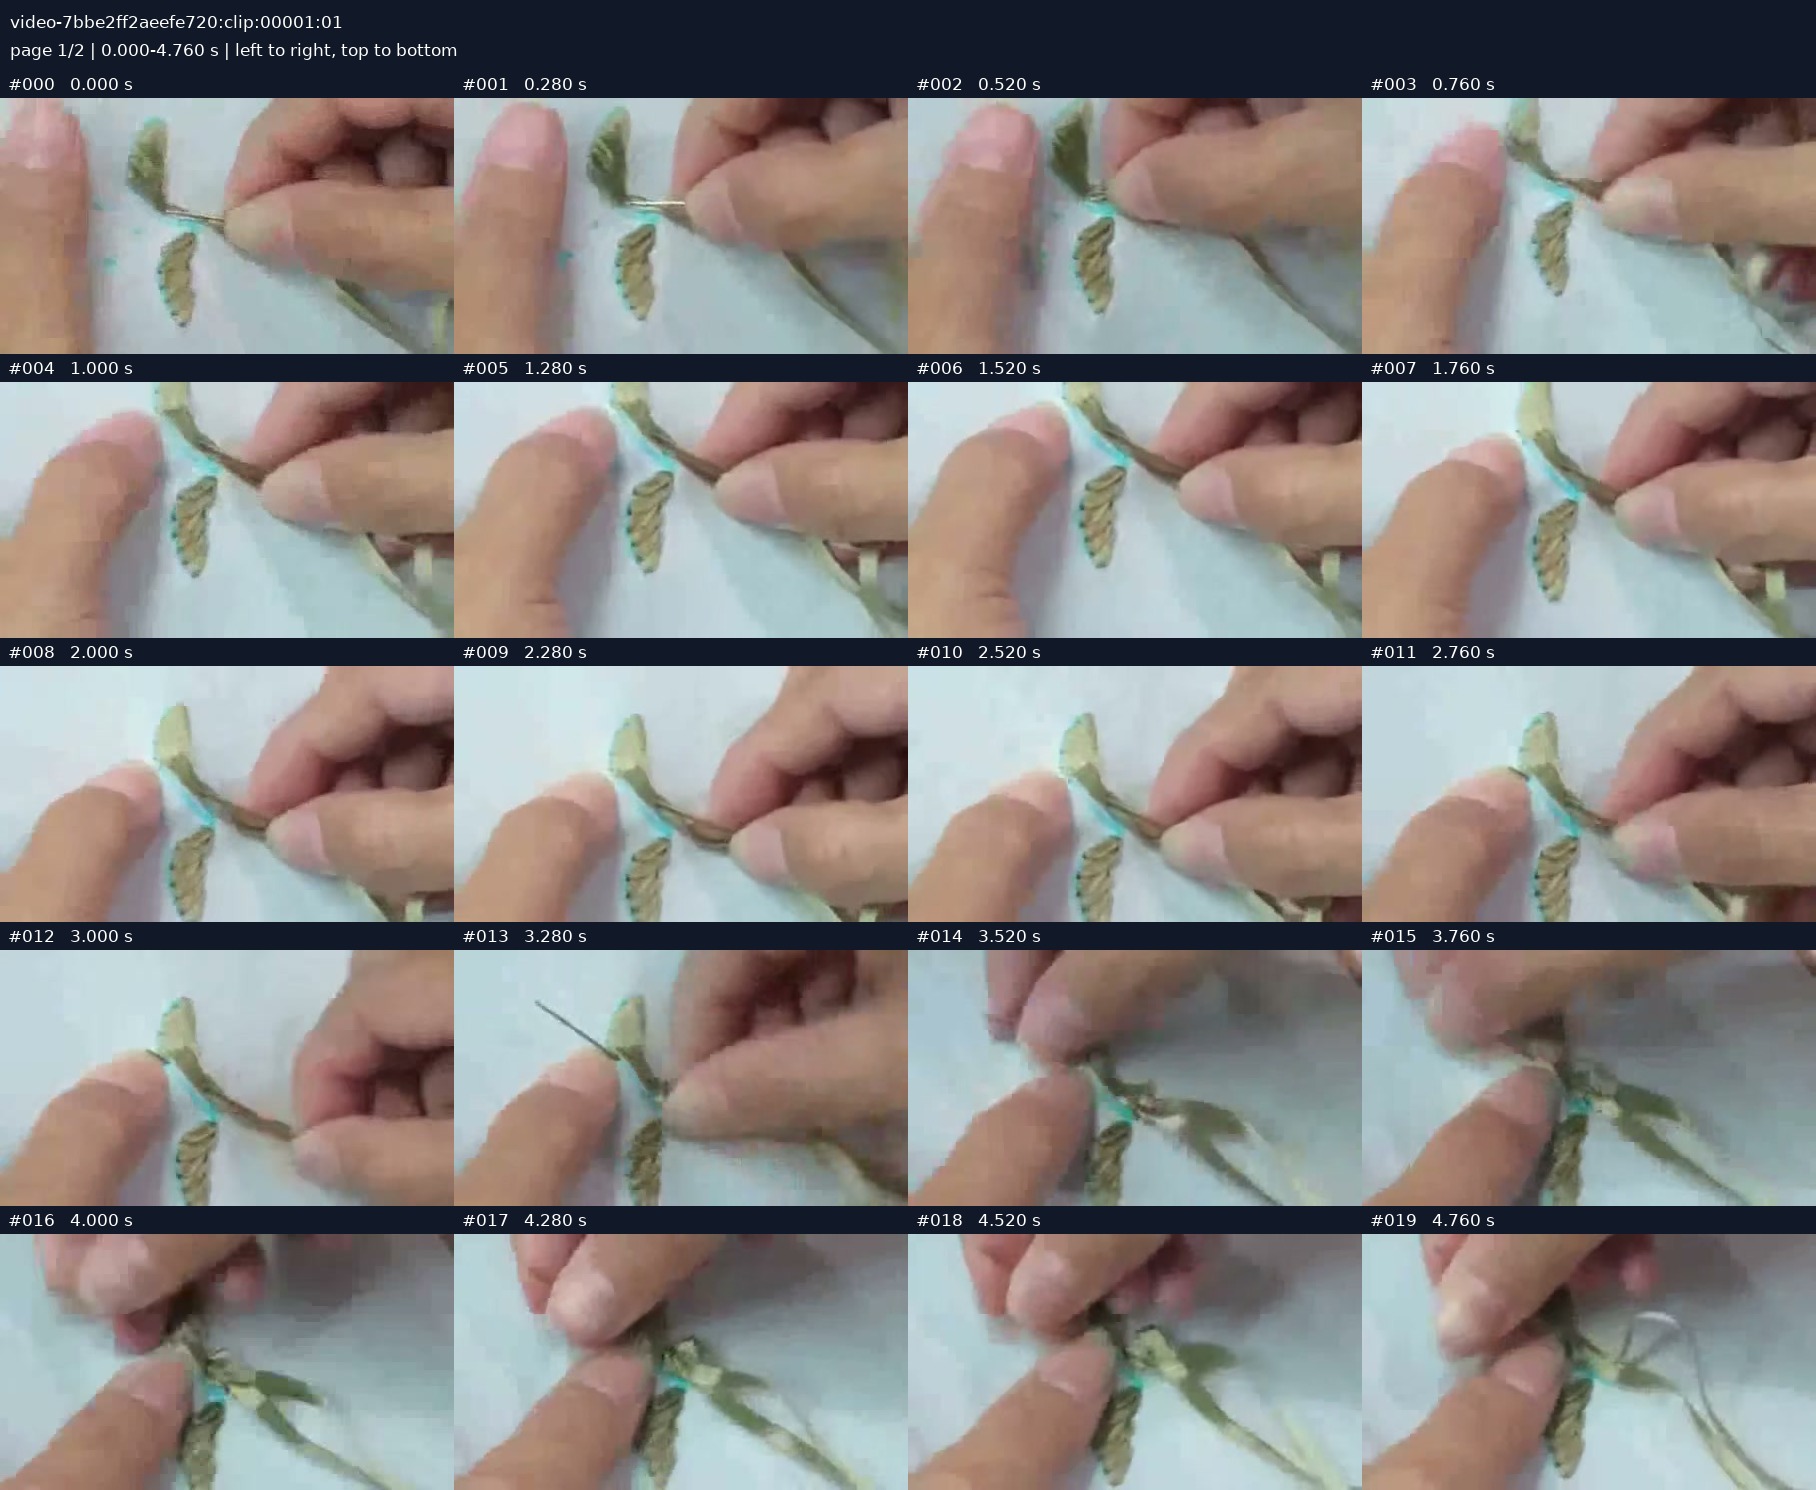 video-7bbe2ff2aeefe720:clip:00001:01
page 1/2 | 0.000-4.760 s | left to right, top to bottom
#000 0.000 s
#001 0.280 s
#002 0.520 s
#003 0.760 s
#004 1.000 s
#005 1.280 s
#006 1.520 s
#007 1.760 s
#008 2.000 s
#009 2.280 s
#010 2.520 s
#011 2.760 s
#012 3.000 s
#013 3.280 s
#014 3.520 s
#015 3.760 s
#016 4.000 s
#017 4.280 s
#018 4.520 s
#019 4.760 s